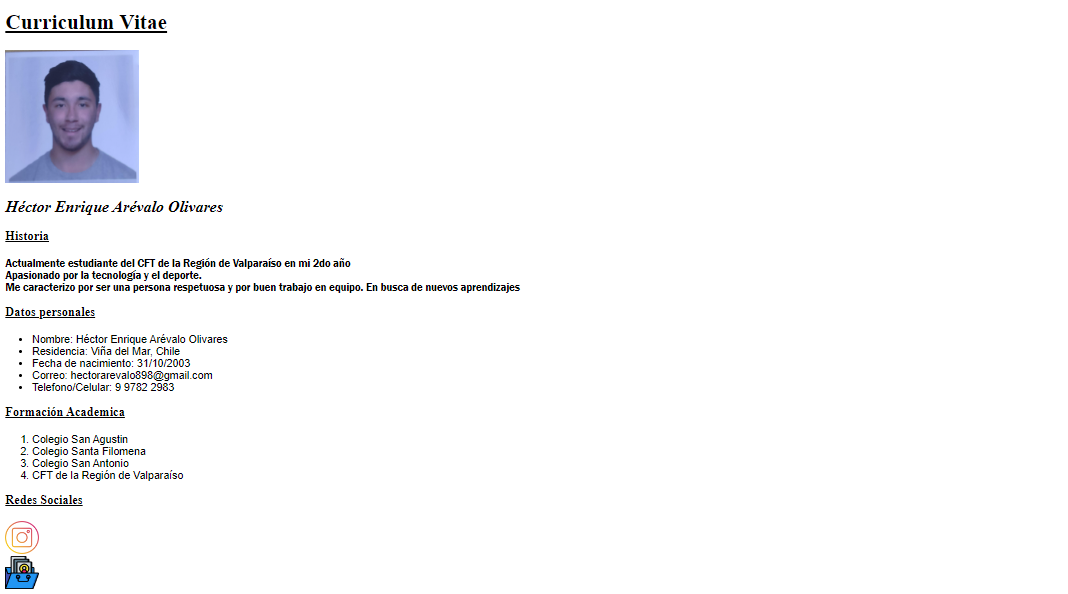 Curriculum Vitae
Héctor Enrique Arévalo Olivares
Historia
Actualmente estudiante del CFT de la Región de Valparaíso en mi 2do año
Apasionado por la tecnología y el deporte.
Me caracterizo por ser una persona respetuosa y por buen trabajo en equipo. En busca de nuevos aprendizajes
Datos personales
• Nombre: Héctor Enrique Arévalo Olivares
• Residencia: Viña del Mar, Chile
• Fecha de nacimiento: 31/10/2003
• Correo: hectorarevalo898@gmail.com
• Telefono/Celular: 9 9782 2983
Formación Academica
1. Colegio San Agustin
2. Colegio Santa Filomena
3. Colegio San Antonio
4. CFT de la Región de Valparaíso
Redes Sociales